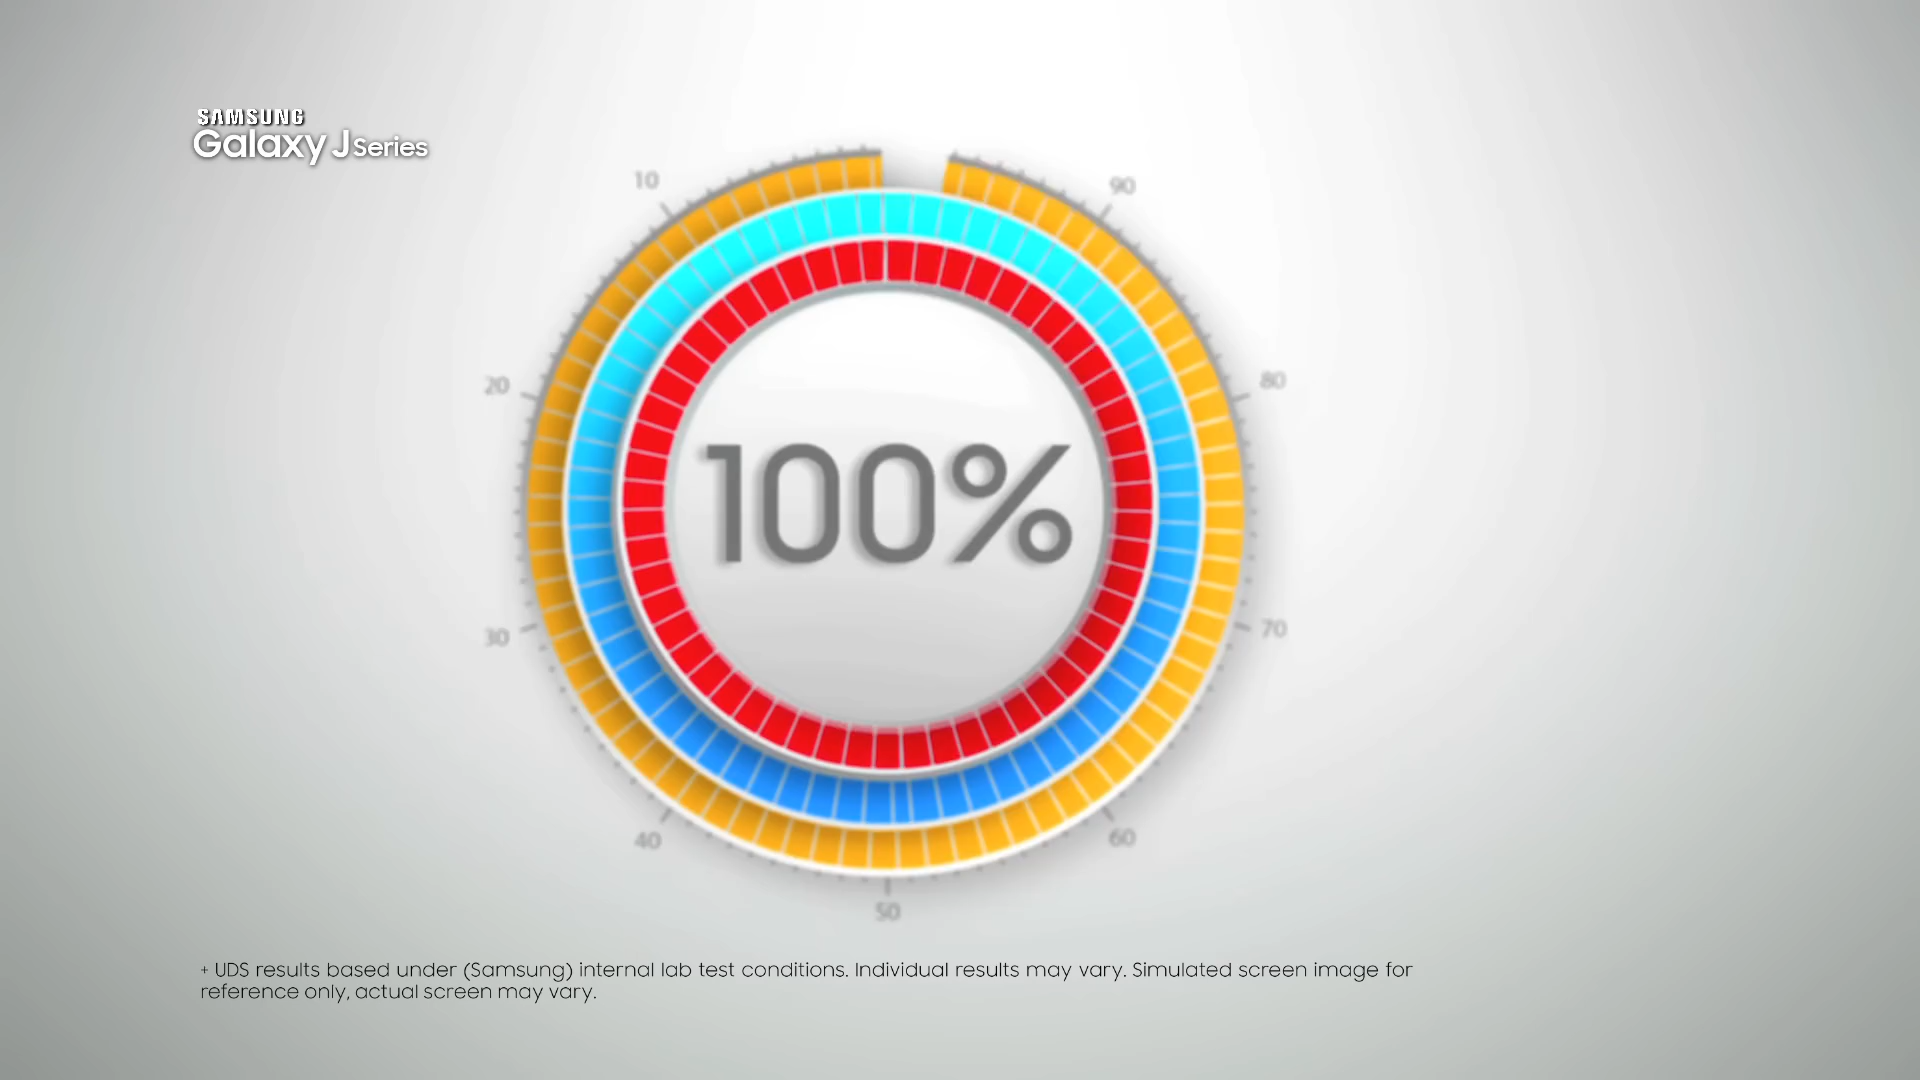 SAMSUNG
Galaxy J Series
10
90
20
80
100%
30
70
40
60
50
+ UDS results based under (Samsung) internal lab test conditions. Individual results may vary. Simulated screen image for
reference only, actual screen may vary.